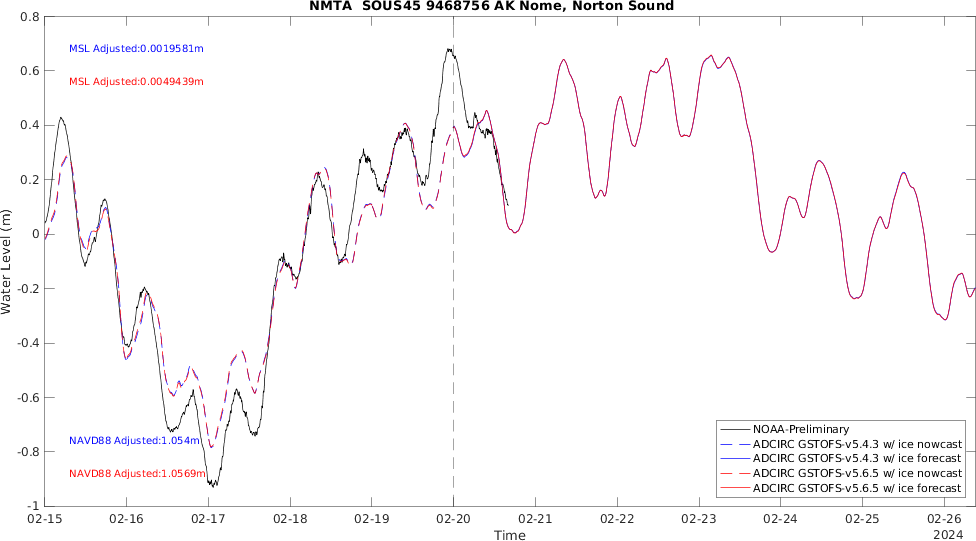 NMTA SOUS45 9468756 AK Nome, Norton Sound
0.8
0.6
0.4
0.2
0
-0.2
-0.4
-0.6
-0.8
-1
Water Level (m)
MSL Adjusted:0.0019581m
MSL Adjusted:0.0049439m
NAVD88 Adjusted:1.054m
NAVD88 Adjusted:1.0569m
NOAA-Preliminary
ADCIRC GSTOFS-v5.4.3 w/ ice nowcast
ADCIRC GSTOFS-v5.4.3 w/ ice forecast
ADCIRC GSTOFS-v5.6.5 w/ ice nowcast
ADCIRC GSTOFS-v5.6.5 w/ ice forecast
02-15 02-16 02-17 02-18 02-19 02-20 02-21 02-22 02-23 02-24 02-25 02-26
Time
2024